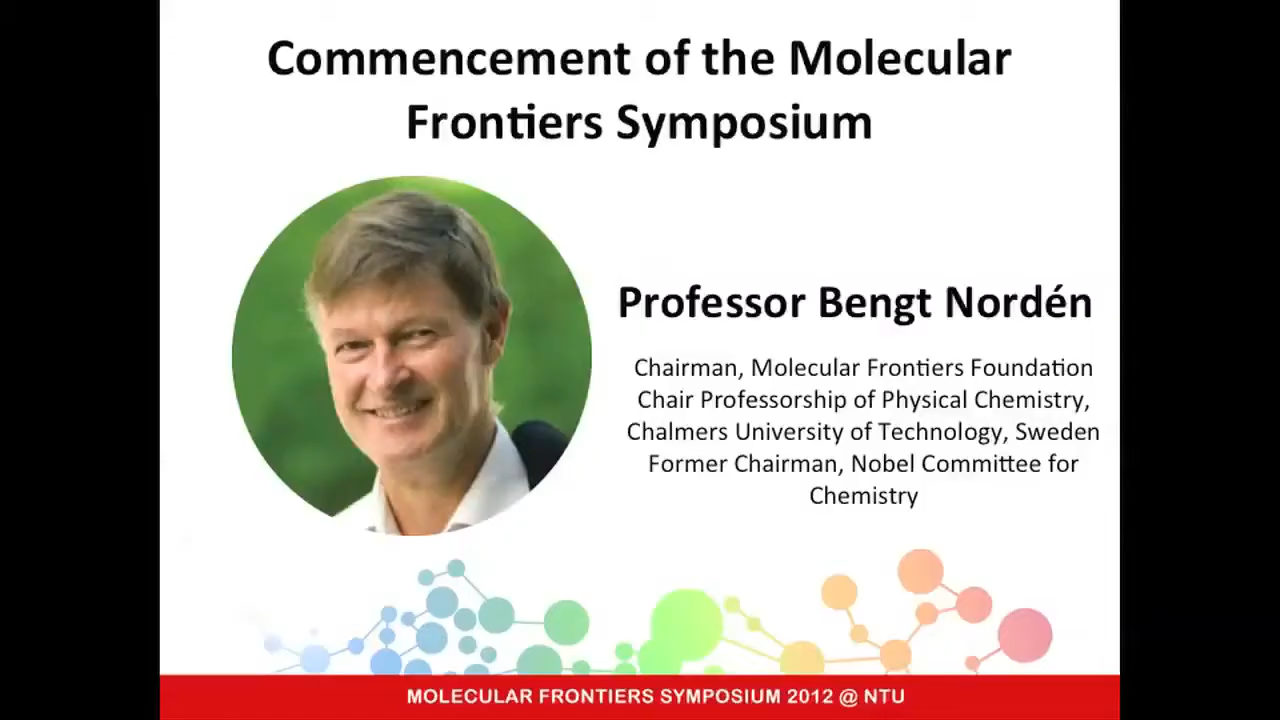 Commencement of the Molecular
Frontiers Symposium
Professor Bengt Nordén
Chairman, Molecular Frontiers Foundation
Chair Professorship of Physical Chemistry,
Chalmers University of Technology, Sweden
Former Chairman, Nobel Committee for
Chemistry
MOLECULAR FRONTIERS SYMPOSIUM 2012 @ NTU